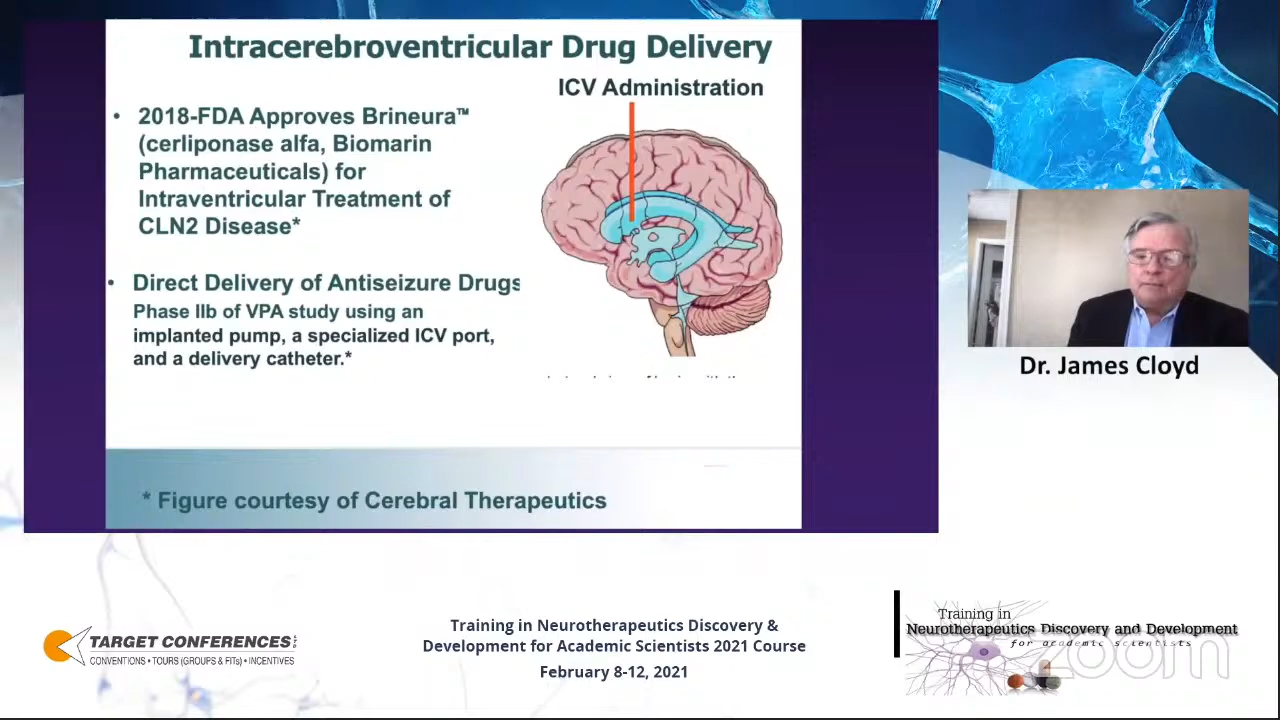 Intracerebroventricular Drug Delivery
ICV Administration
• 2018-FDA Approves Brineura™
(cerliponase alfa, Biomarin
Pharmaceuticals) for
Intraventricular Treatment of
CLN2 Disease*
• Direct Delivery of Antiseizure Drugs
Phase IIb of VPA study using an
implanted pump, a specialized ICV port,
and a delivery catheter.*
* Figure courtesy of Cerebral Therapeutics
Dr. James Cloyd
TARGET CONFERENCES
CONVENTIONS • TOURS (GROUPS & FITs) • INCENTIVES
Training in Neurotherapeutics Discovery &
Development for Academic Scientists 2021 Course
February 8-12, 2021
Training in
Neurotherapeutics Discovery and Development
for academic scientists
zoom